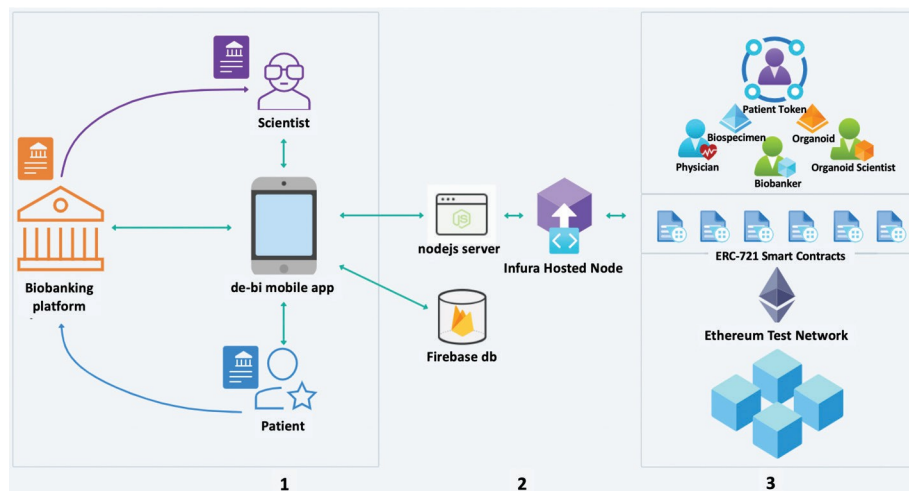 Scientist
Biobanking
platform
de-bi mobile app
Patient
1
JS
nodejs server
Infura Hosted Node
Firebase db
2
Patient Token
Biospecimen
Organoid
Physician
Biobanker
Organoid Scientist
ERC-721 Smart Contracts
Ethereum Test Network
3